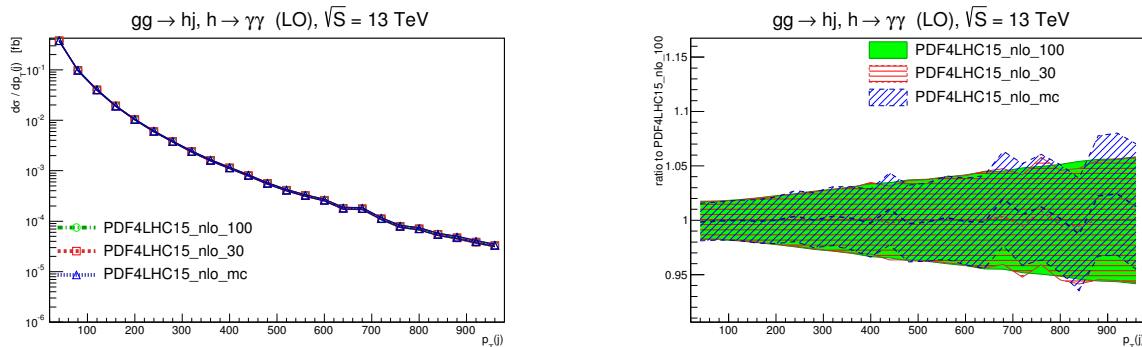 gg → hj, h → γγ (LO), √S = 13 TeV
dσ / dp_T(j) [fb]
10^-1
10^-2
10^-3
10^-4
10^-5
10^-6
PDF4LHC15_nlo_100
PDF4LHC15_nlo_30
PDF4LHC15_nlo_mc
100 200 300 400 500 600 700 800 900
p_T(j)
gg → hj, h → γγ (LO), √S = 13 TeV
ratio to PDF4LHC15_nlo_100
1.15
1.1
1.05
1
0.95
PDF4LHC15_nlo_100
PDF4LHC15_nlo_30
PDF4LHC15_nlo_mc
100 200 300 400 500 600 700 800 900
p_T(j)